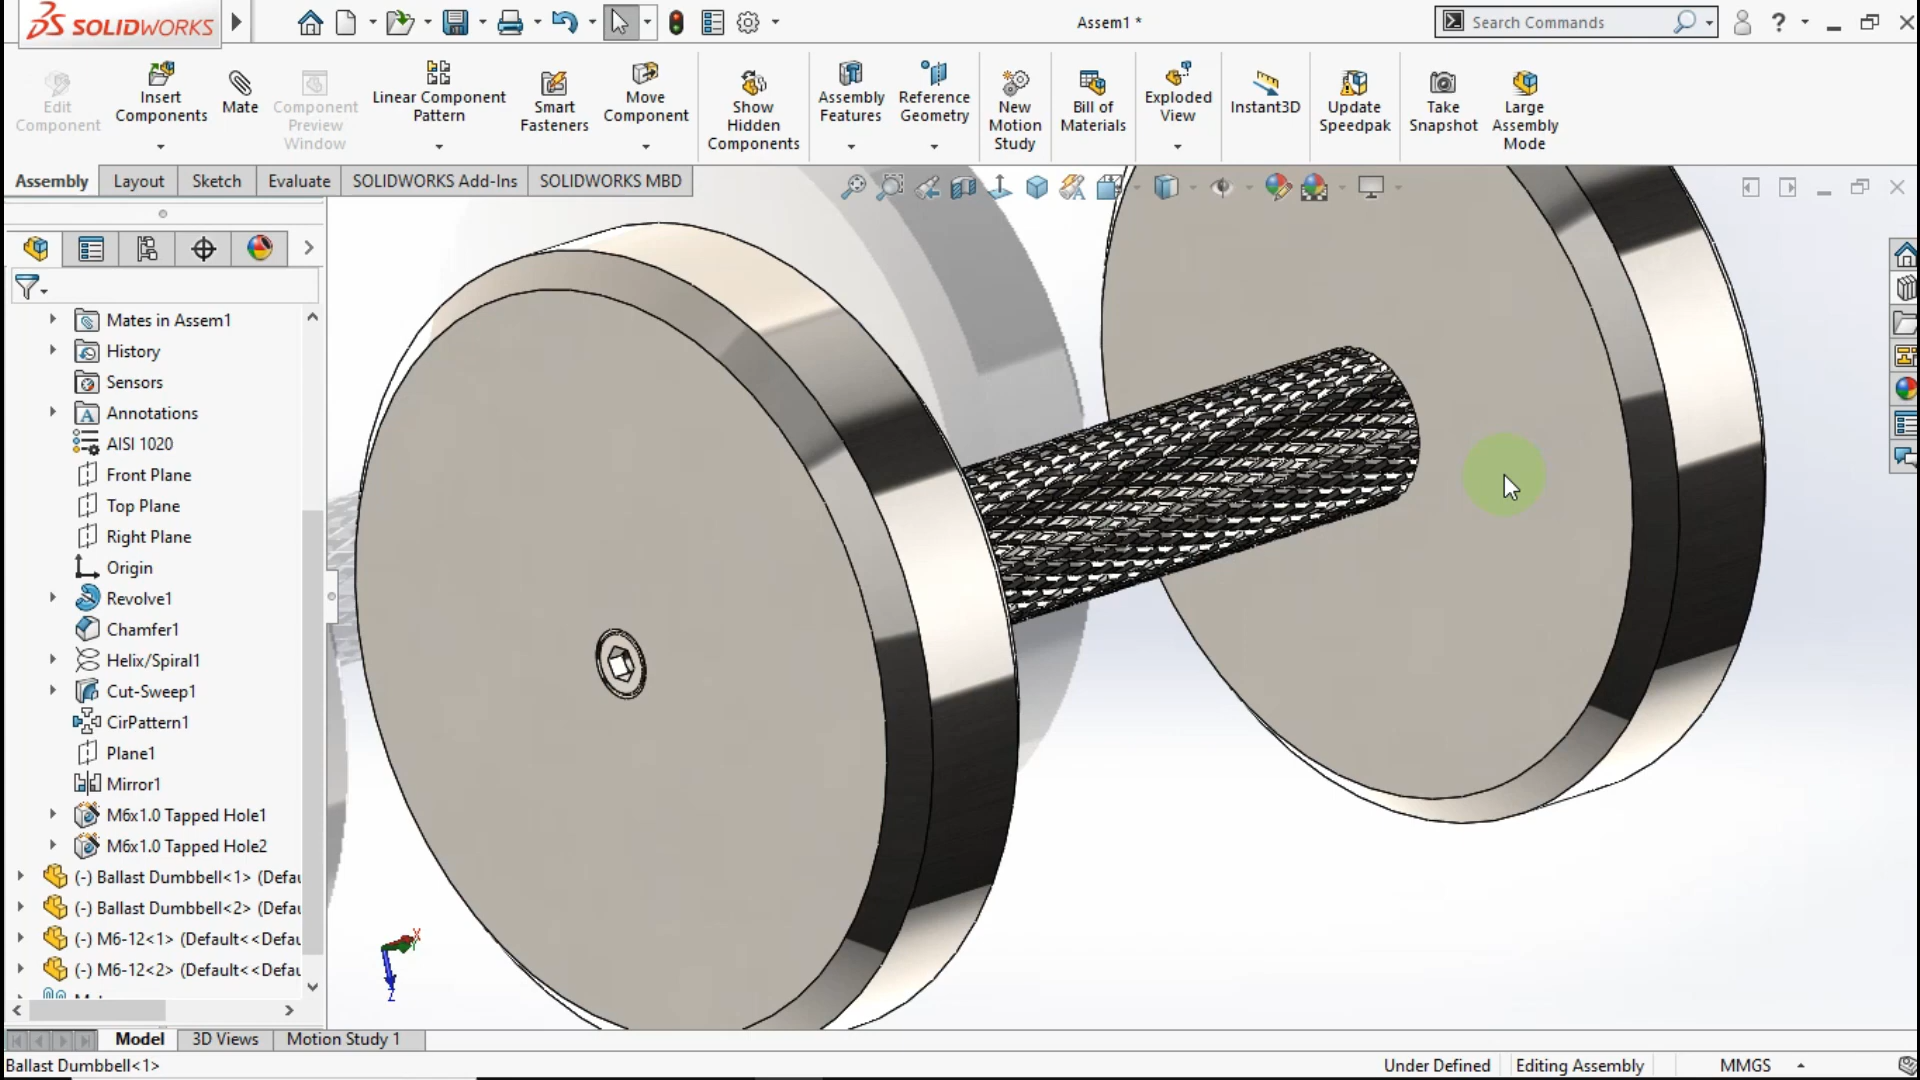 SOLIDWORKS
Assem1 *
Search Commands
?
Edit
Component
Insert
Components
Mate
Component
Preview
Window
Linear Component
Pattern
Smart
Fasteners
Move
Component
Show
Hidden
Components
Assembly
Features
Reference
Geometry
New
Motion
Study
Bill of
Materials
Exploded
View
Instant3D
Update
Speedpak
Take
Snapshot
Large
Assembly
Mode
Assembly
Layout
Sketch
Evaluate
SOLIDWORKS Add-Ins
SOLIDWORKS MBD
Mates in Assem1
History
Sensors
A Annotations
AISI 1020
Front Plane
Top Plane
Right Plane
Origin
Revolve1
Chamfer1
Helix/Spiral1
Cut-Sweep1
CirPattern1
Plane1
Mirror1
M6x1.0 Tapped Hole1
M6x1.0 Tapped Hole2
(-) Ballast Dumbbell<1> (Defau
(-) Ballast Dumbbell<2> (Defau
(-) M6-12<1> (Default<<Defau
(-) M6-12<2> (Default<<Defau
X
Z
Model
3D Views
Motion Study 1
Ballast Dumbbell<1>
Under Defined
Editing Assembly
MMGS